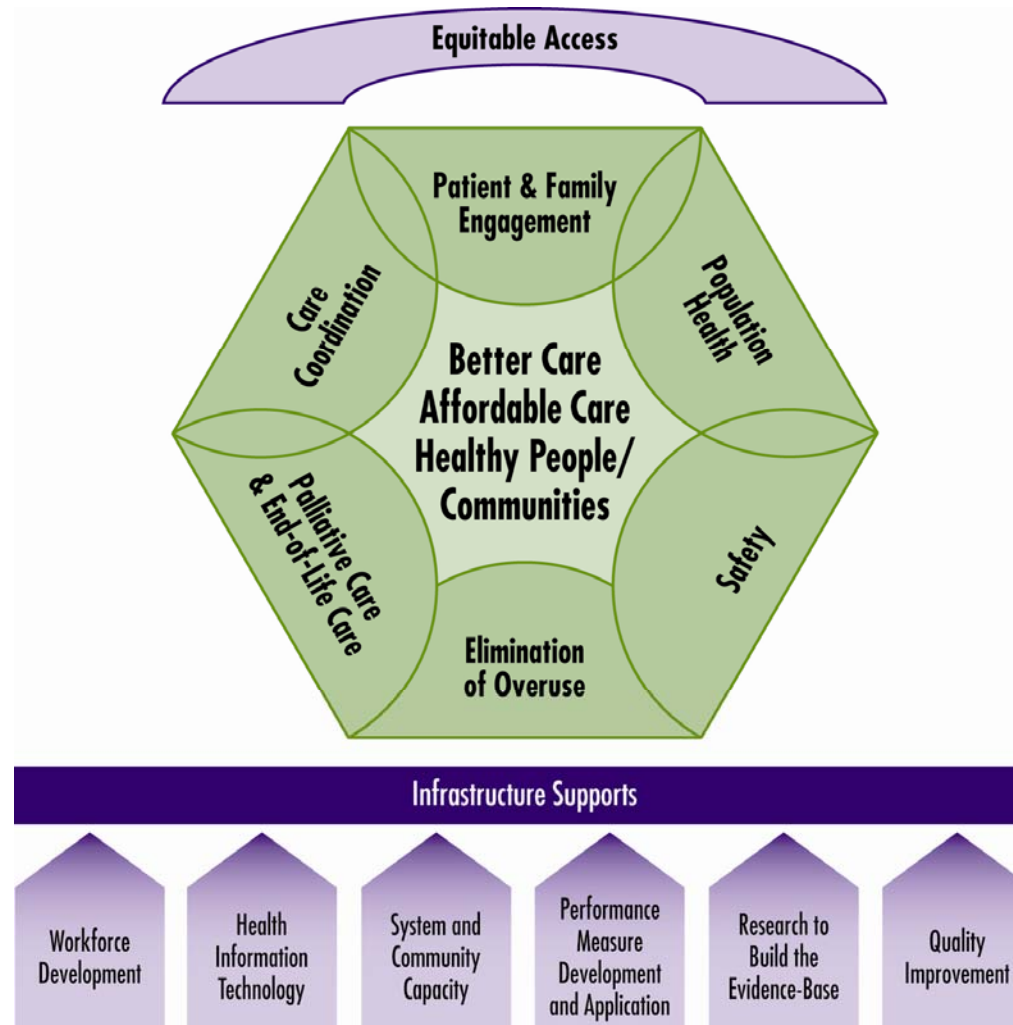 Equitable Access
Patient & Family
Engagement
Care
Coordination
Population
Health
Better Care
Affordable Care
Healthy People/
Communities
Palliative Care
& End-of-Life Care
Safety
Elimination
of Overuse
Infrastructure Supports
Workforce
Development
Health
Information
Technology
System and
Community
Capacity
Performance
Measure
Development
and Application
Research to
Build the
Evidence-Base
Quality
Improvement